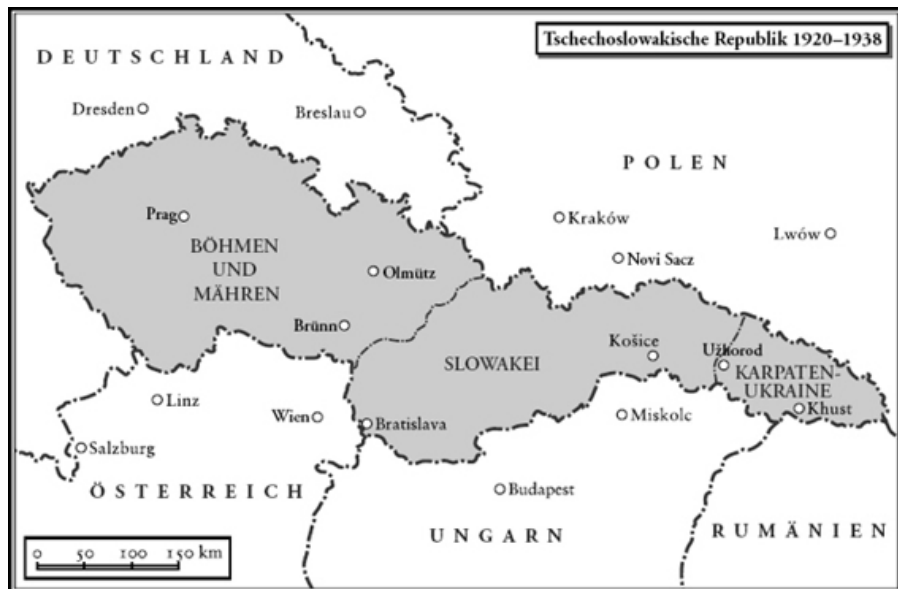 Tschechoslowakische Republik 1920–1938
DEUTSCHLAND
Dresden
Breslau
POLEN
Prag
Kraków
Lwów
BÖHMEN
UND
MÄHREN
Olmütz
Novi Sacz
Brünn
SLOWAKEI
Košice
Užhorod
KARPATEN-
UKRAINE
Khust
Linz
Wien
Bratislava
Miskolc
Salzburg
ÖSTERREICH
Budapest
UNGARN
RUMÄNIEN
0 50 100 150 km